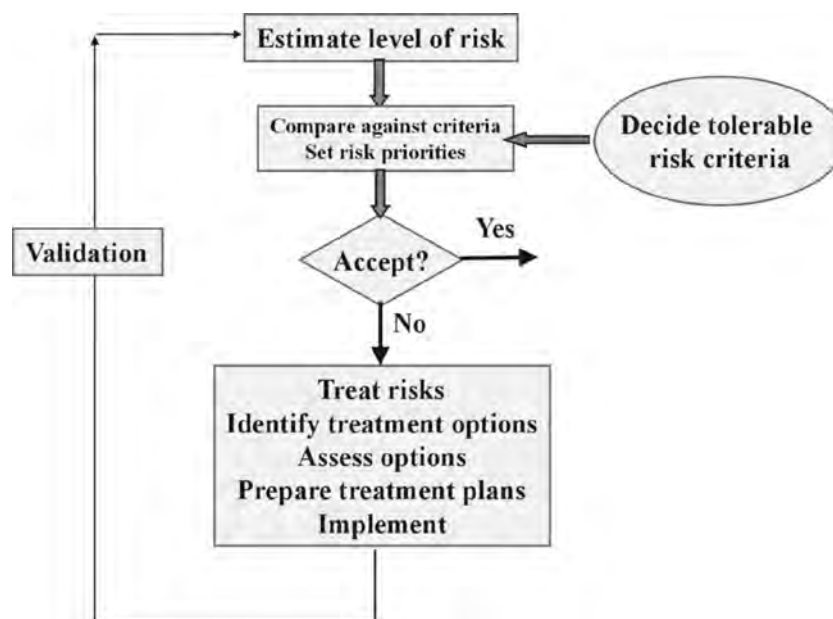 Estimate level of risk
Compare against criteria
Set risk priorities
Decide tolerable
risk criteria
Validation
Accept?
Yes
No
Treat risks
Identify treatment options
Assess options
Prepare treatment plans
Implement